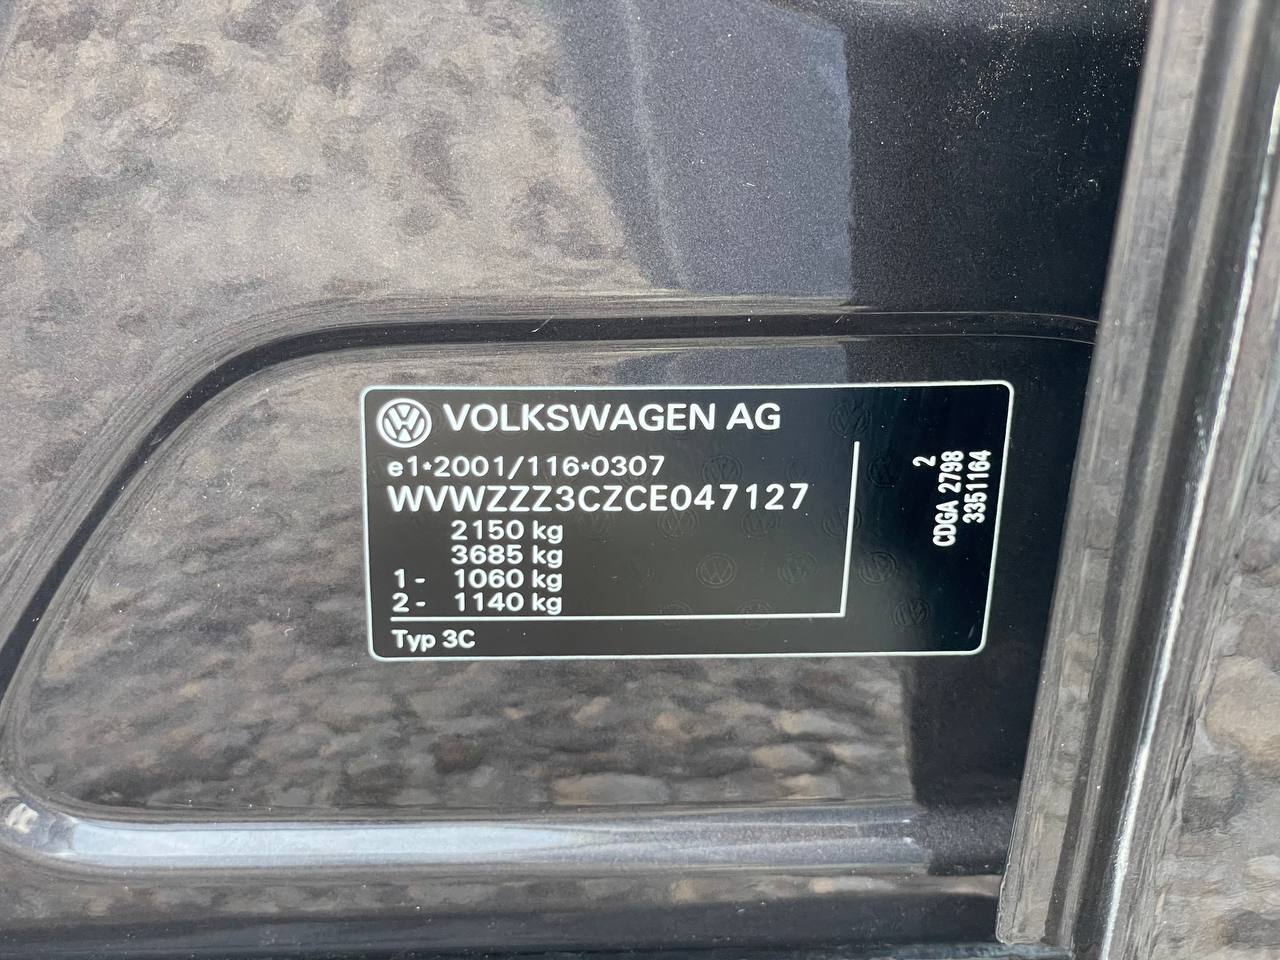 VOLKSWAGEN AG
e1*2001/116*0307
WVWZZZ3CZCE047127
2150 kg
3685 kg
1- 1060 kg
2- 1140 kg
Typ 3C
2
CDGA 2798
3351164